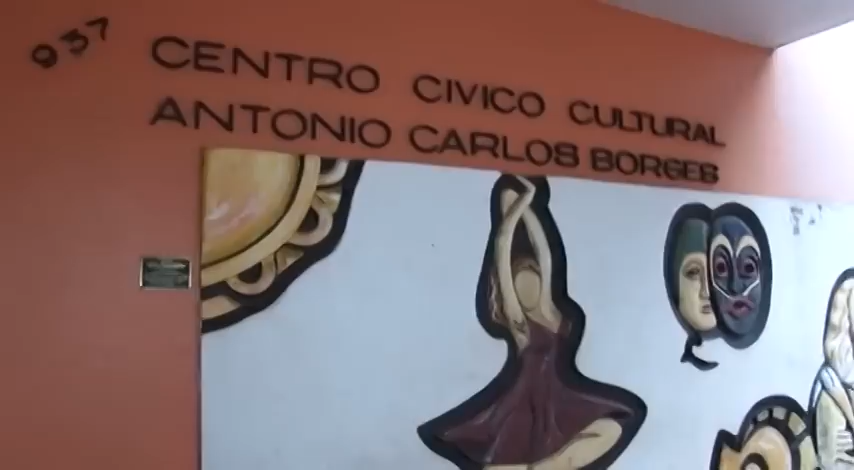 937
CENTRO CIVICO CULTURAL
ANTONIO CARLOS BORGES